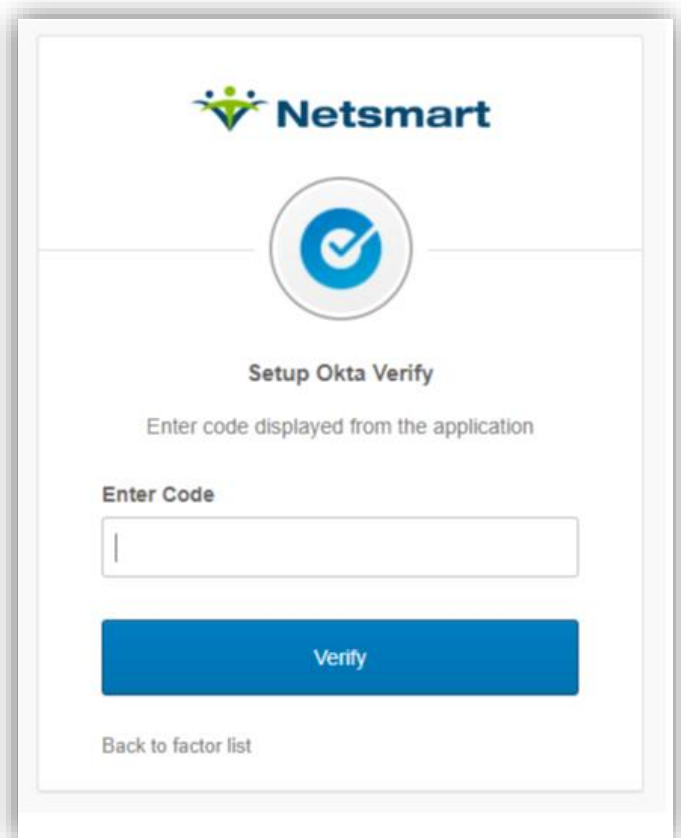 Netsmart
Setup Okta Verify
Enter code displayed from the application
Enter Code
Verify
Back to factor list